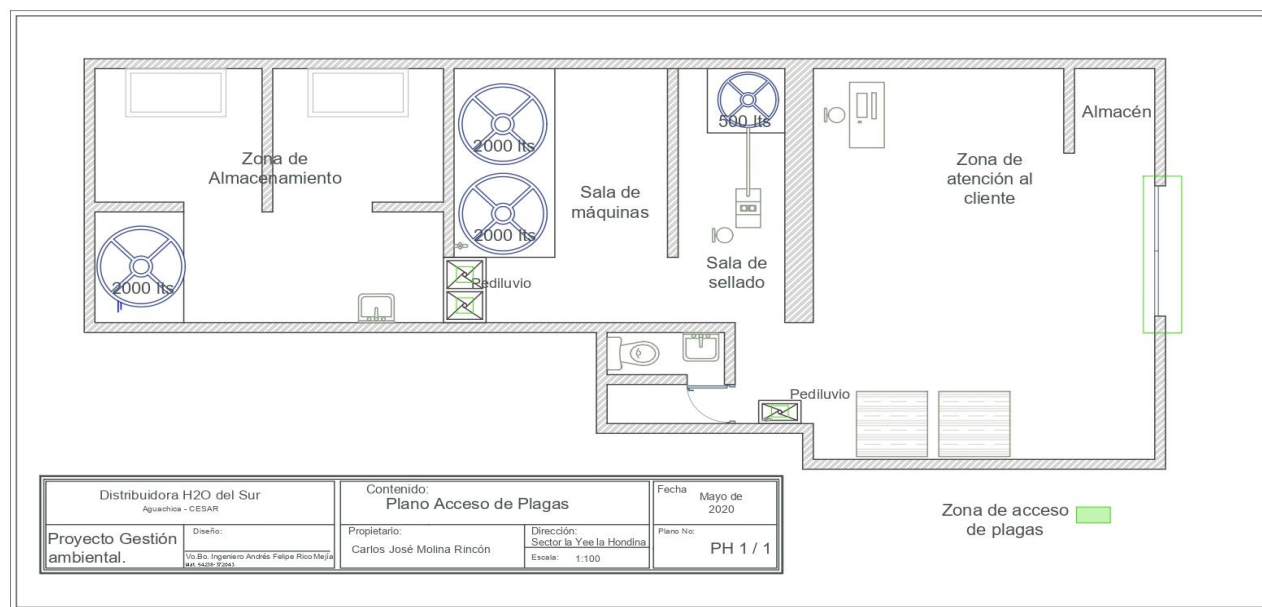 2000 lts
500 lts
Almacén
Zona de
Almacenamiento
Zona de
atención al
cliente
Sala de
máquinas
2000 lts
Sala de
sellado
2000 lts
Pediluvio
Pediluvio
Distribuidora H2O del Sur
Aguachica - CESAR
Contenido:
Plano Acceso de Plagas
Fecha
Mayo de
2020
Proyecto Gestión
ambiental.
Diseño:
Vo.Bo. Ingeniero Andrés Felipe Rico Mejía
Propietario:
Carlos José Molina Rincón
Dirección:
Sector la Yee la Hondina
Escala: 1:100
Plano No:
PH 1 / 1
Zona de acceso
de plagas